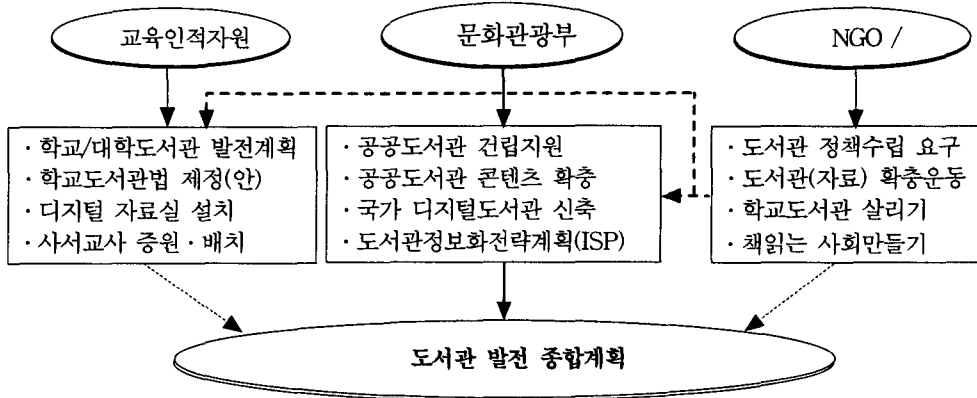 교육인적자원
문화관광부
NGO /
· 학교/대학도서관 발전계획
· 학교도서관법 제정(안)
· 디지털 자료실 설치
· 사서교사 증원·배치
· 공공도서관 건립지원
· 공공도서관 콘텐츠 확충
· 국가 디지털도서관 신축
· 도서관정보화전략계획(ISP)
· 도서관 정책수립 요구
· 도서관(자료) 확충운동
· 학교도서관 살리기
· 책읽는 사회만들기
도서관 발전 종합계획